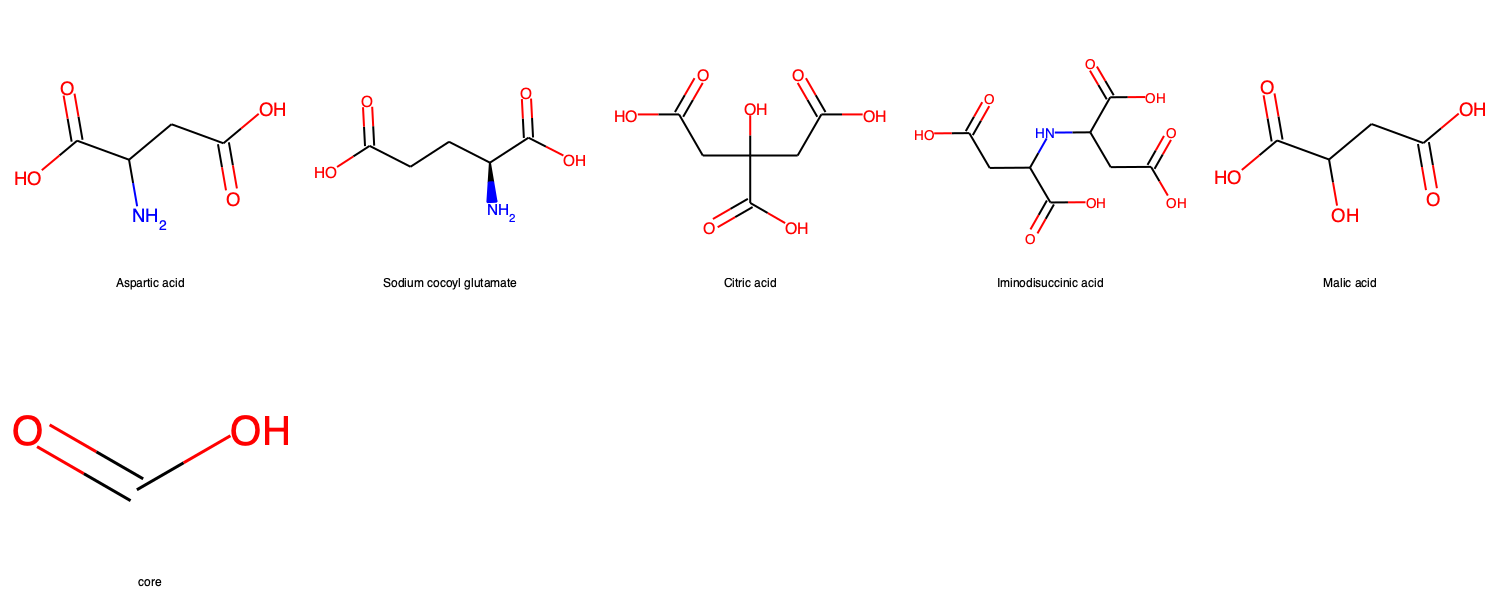 O
OH
HO
O
NH2
O
O
OH
HO
NH2
O
O
HO
OH
OH
O
OH
O
OH
O
HO
HN
O
OH
OH
O
O
OH
HO
O
OH
Aspartic acid
Sodium cocoyl glutamate
Citric acid
Iminodisuccinic acid
Malic acid
O
OH
core